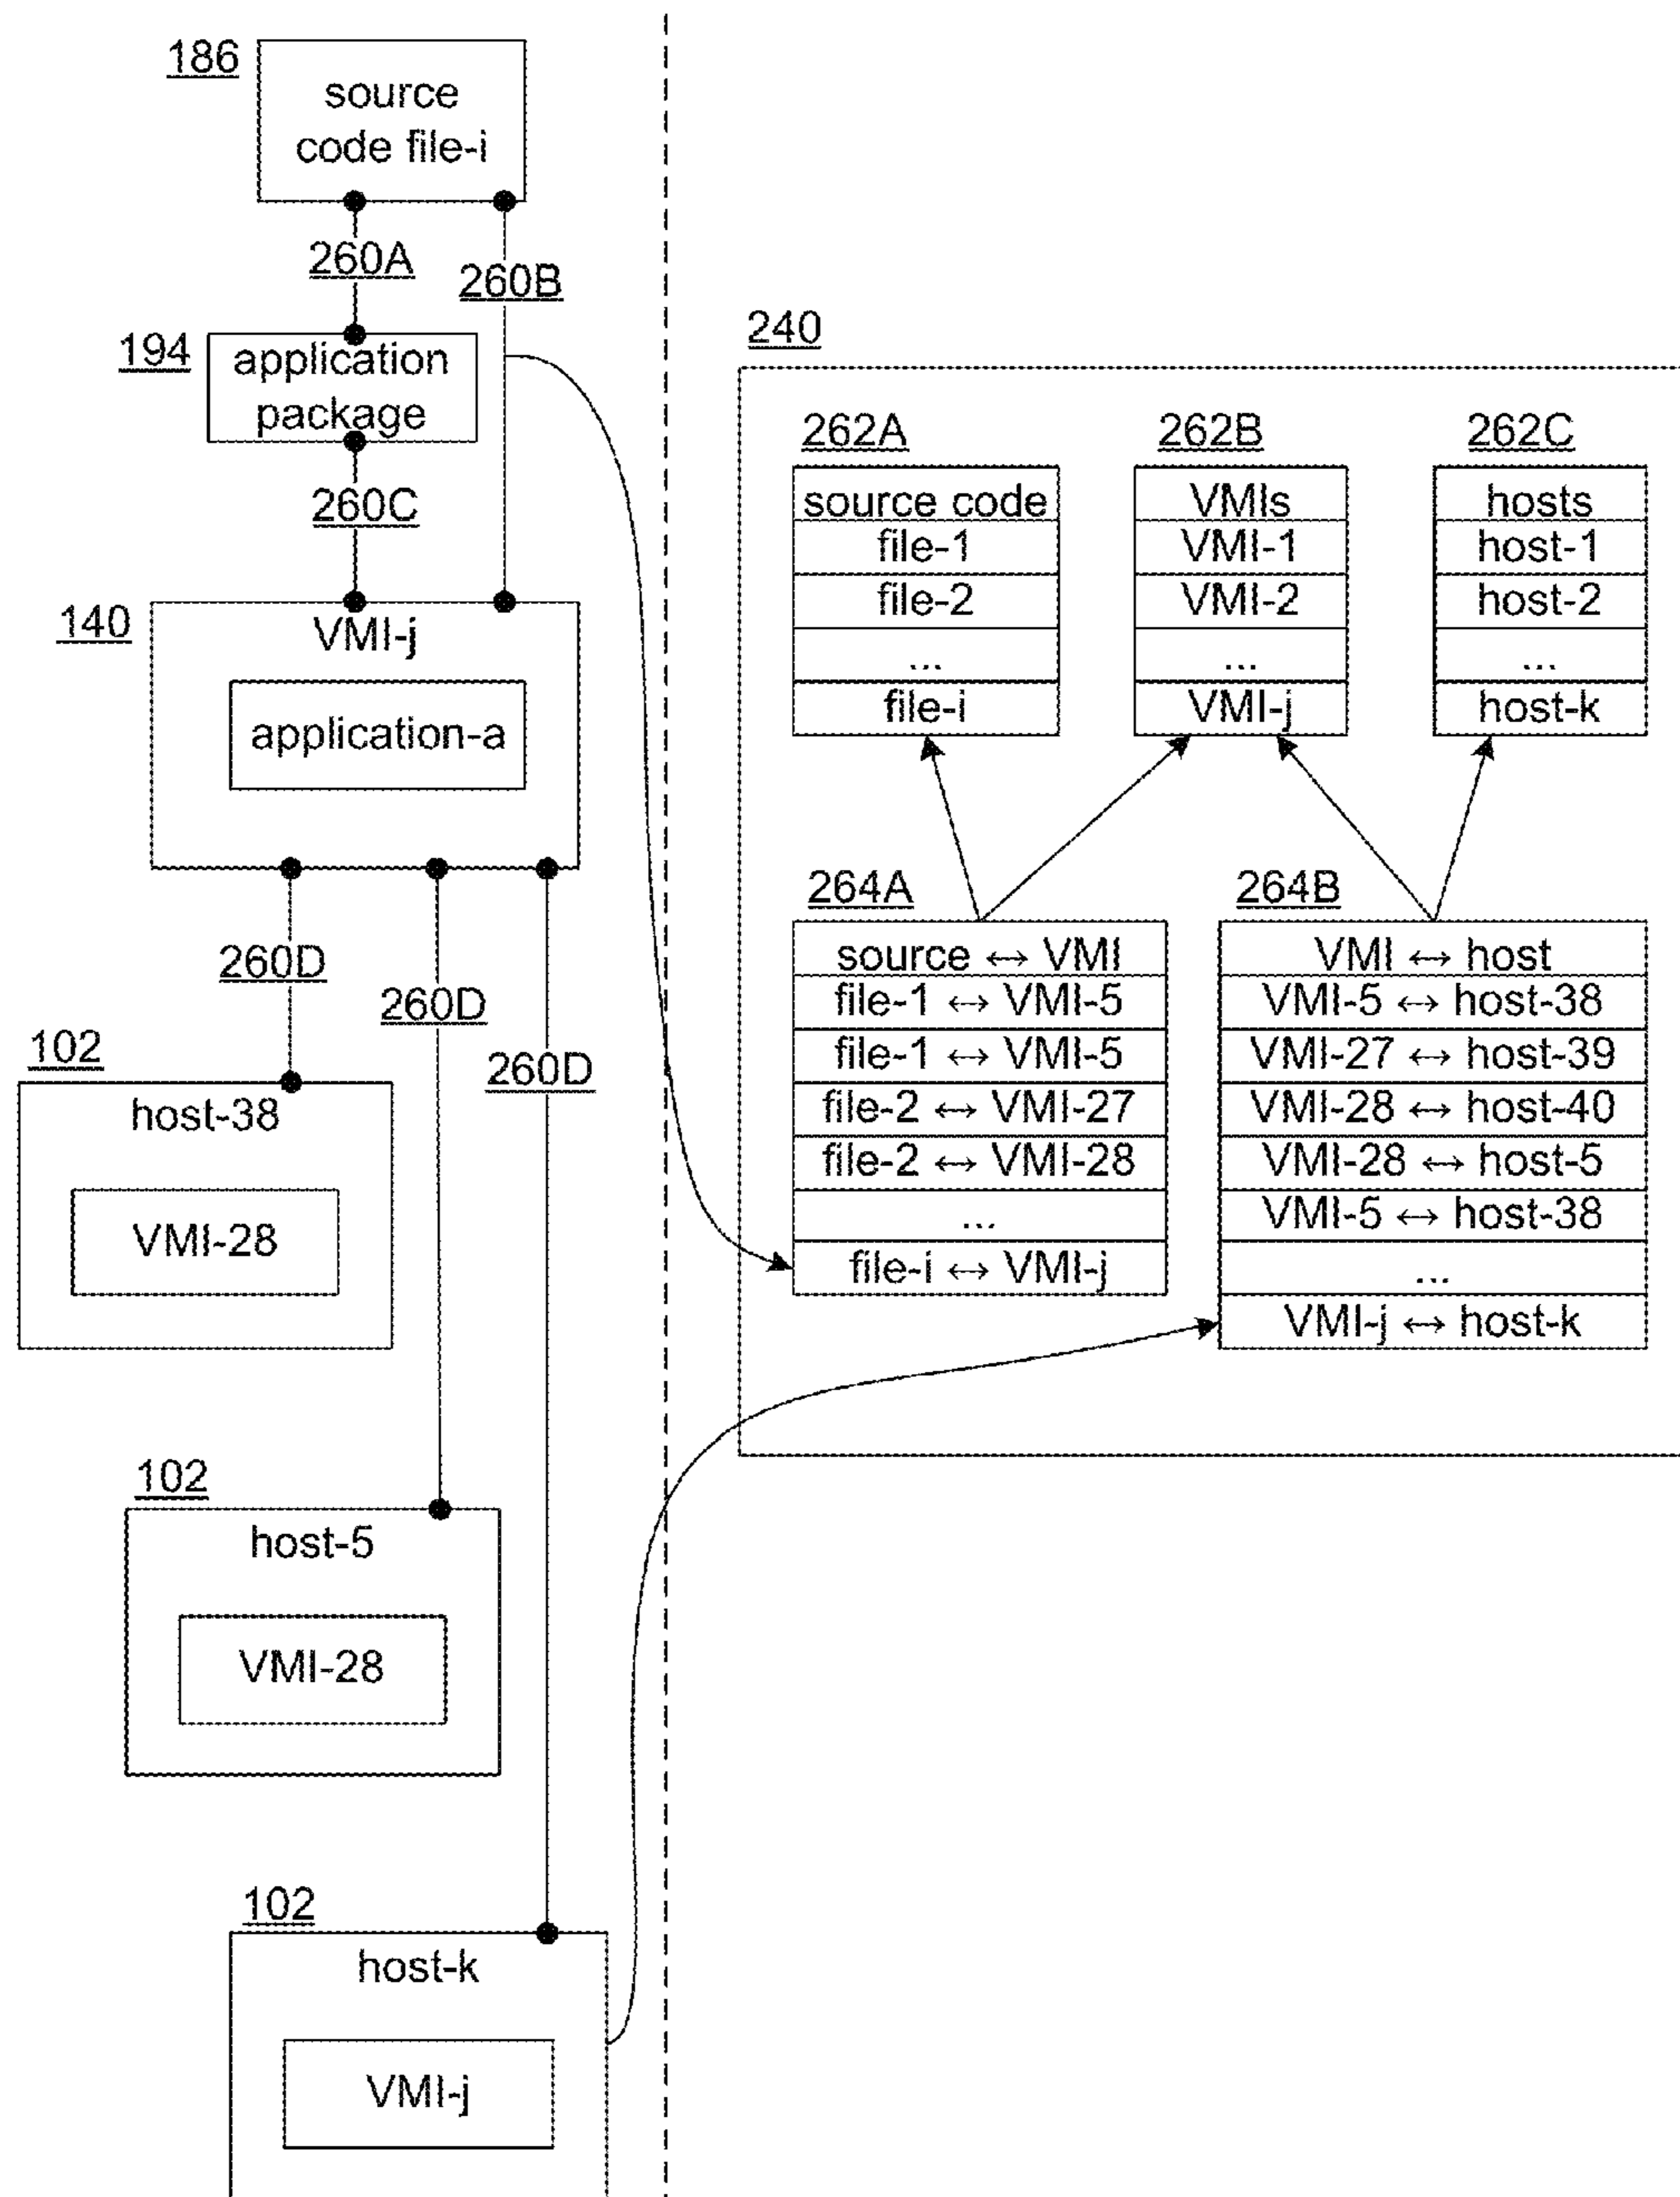 186
source
code file-i
260A
260B
194
application
package
260C
140
VMI-j
application-a
260D
260D
260D
102
host-38
VMI-28
102
host-5
VMI-28
102
host-k
VMI-j
240
262A
source code
file-1
file-2
...
file-i
262B
VMIs
VMI-1
VMI-2
...
VMI-j
262C
hosts
host-1
host-2
...
host-k
264A
source ↔ VMI
file-1 ↔ VMI-5
file-1 ↔ VMI-5
file-2 ↔ VMI-27
file-2 ↔ VMI-28
...
file-i ↔ VMI-j
264B
VMI ↔ host
VMI-5 ↔ host-38
VMI-27 ↔ host-39
VMI-28 ↔ host-40
VMI-28 ↔ host-5
VMI-5 ↔ host-38
...
VMI-j ↔ host-k